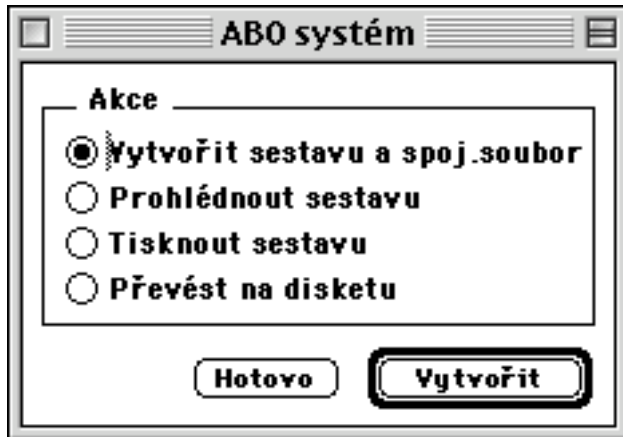 ABO systém
Akce
Vytvořit sestavu a spoj.soubor
Prohlédnout sestavu
Tisknout sestavu
Převést na disketu
Hotovo
Vytvořit